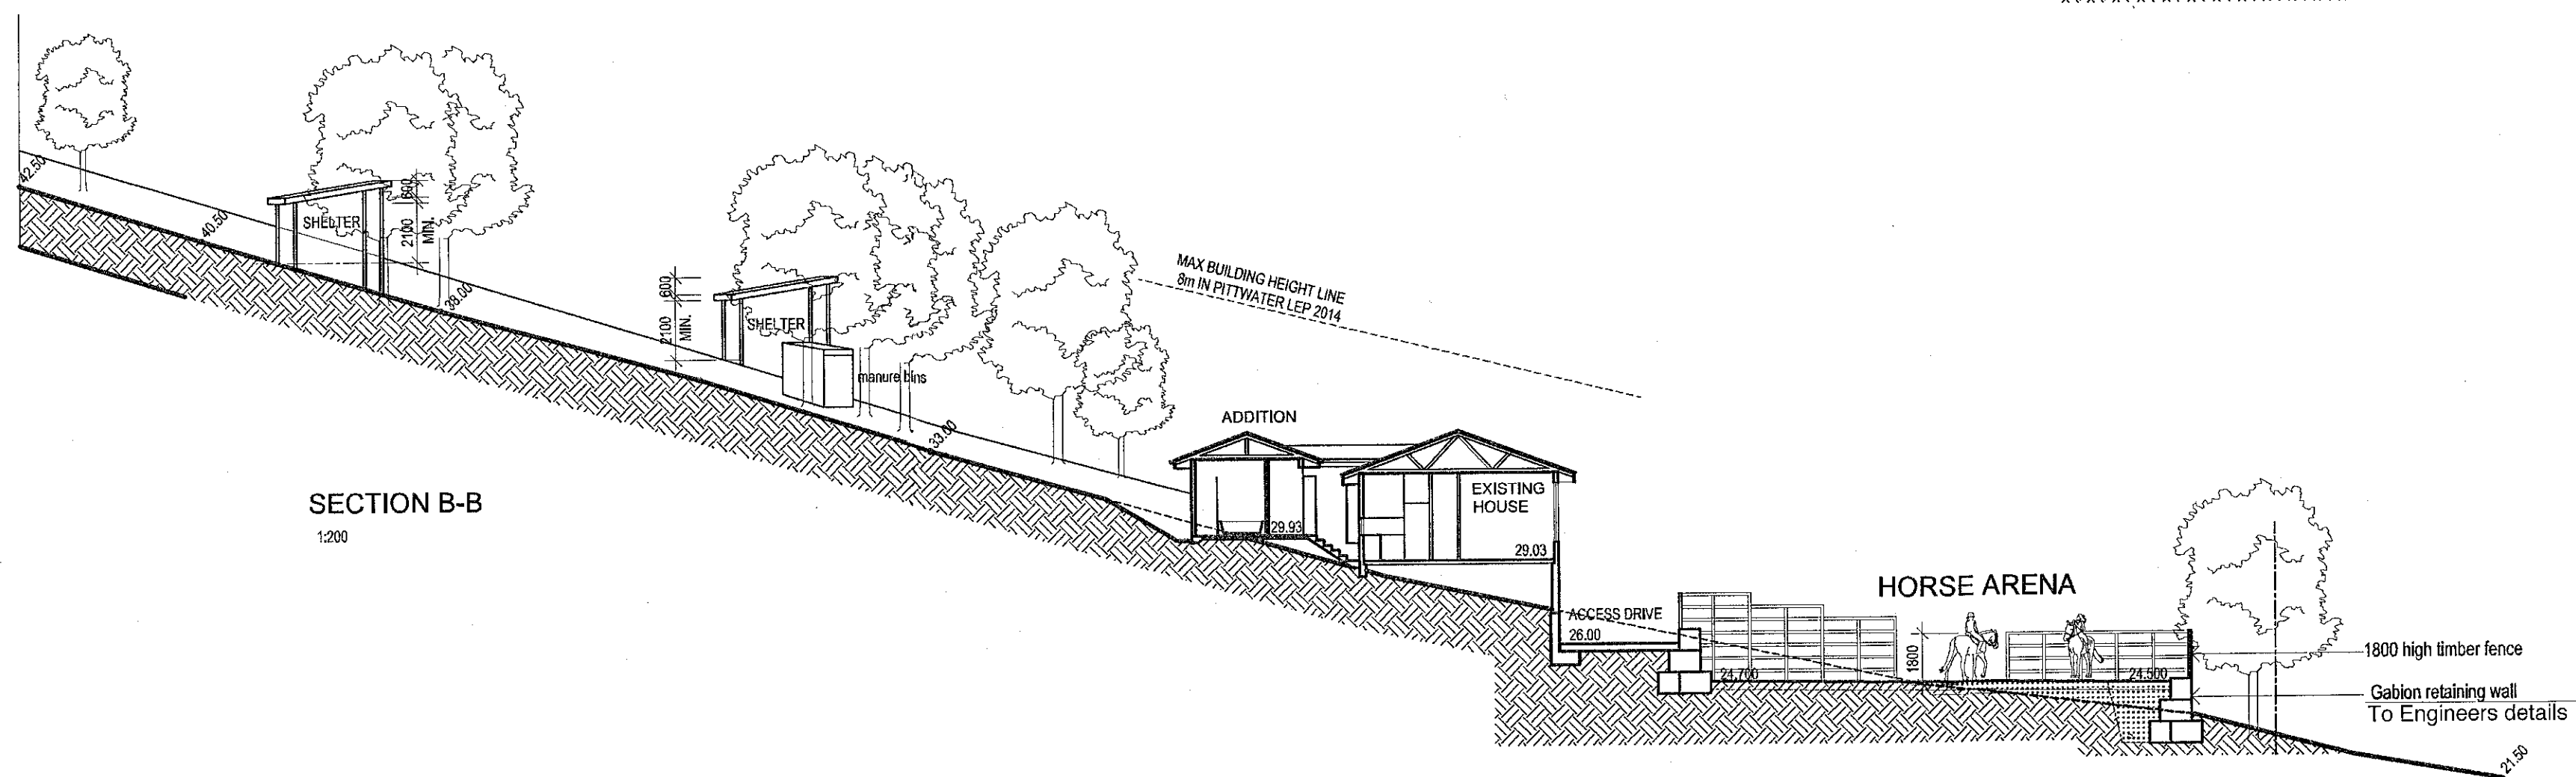 42.50
40.50
SHELTER
600
2100
MIN.
38.00
600
2100
MIN.
SHELTER
manure bins
33.00
MAX BUILDING HEIGHT LINE
8m IN PITTWATER LEP 2014
SECTION B-B
1:200
ADDITION
29.93
EXISTING
HOUSE
29.03
ACCESS DRIVE
26.00
HORSE ARENA
1800
24.700
24.500
1800 high timber fence
Gabion retaining wall
To Engineers details
21.50